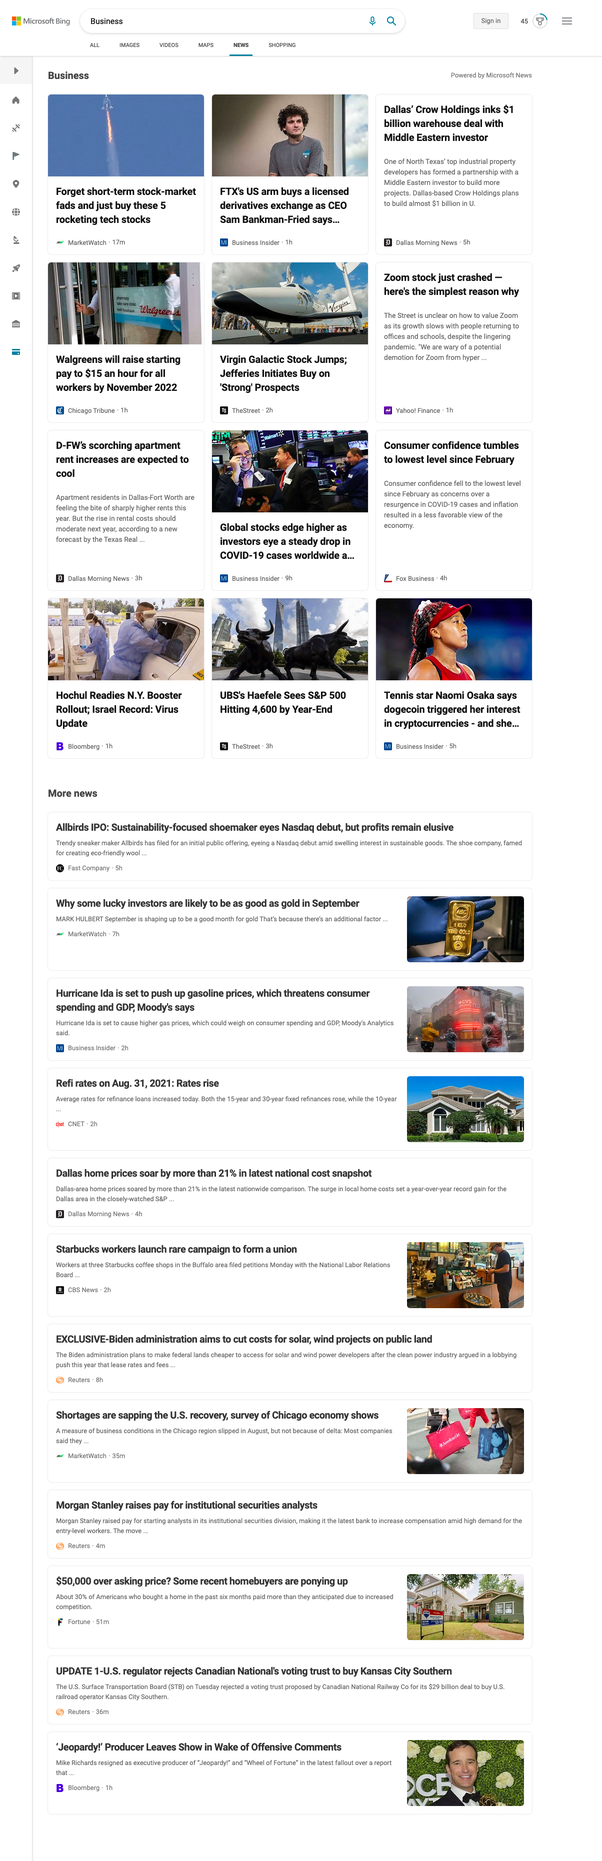 Microsoft Bing
Business
Sign in
45
ALL
IMAGES
VIDEOS
MAPS
NEWS
SHOPPING
Business
Powered by Microsoft News
Forget short-term stock-market
fads and just buy these 5
rocketing tech stocks
MarketWatch · 17m
FTX's US arm buys a licensed
derivatives exchange as CEO
Sam Bankman-Fried says...
Business Insider · 1h
Dallas' Crow Holdings inks $1
billion warehouse deal with
Middle Eastern investor
One of North Texas' top industrial property
developers has formed a partnership with a
Middle Eastern investor to build more
projects. Dallas-based Crow Holdings plans
to build almost $1 billion in U.
Dallas Morning News · 5h
Walgreens
Walgreens will raise starting
pay to $15 an hour for all
workers by November 2022
Chicago Tribune · 1h
Virgin Galactic Stock Jumps;
Jefferies Initiates Buy on
'Strong' Prospects
TheStreet · 2h
Zoom stock just crashed —
here's the simplest reason why
The Street is unclear on how to value Zoom
as its growth slows with people returning to
offices and schools, despite the lingering
pandemic. "We are wary of a potential
demotion for Zoom from hyper ...
Yahoo! Finance · 1h
D-FW's scorching apartment
rent increases are expected to
cool
Apartment residents in Dallas-Fort Worth are
feeling the bite of sharply higher rents this
year. But the rise in rental costs should
moderate next year, according to a new
forecast by the Texas Real ...
Dallas Morning News · 3h
Global stocks edge higher as
investors eye a steady drop in
COVID-19 cases worldwide a...
Business Insider · 9h
Consumer confidence tumbles
to lowest level since February
Consumer confidence fell to the lowest level
since February as concerns over a
resurgence in COVID-19 cases and inflation
resulted in a less favorable view of the
economy.
Fox Business · 4h
Hochul Readies N.Y. Booster
Rollout; Israel Record: Virus
Update
Bloomberg · 1h
UBS's Haefele Sees S&P 500
Hitting 4,600 by Year-End
TheStreet · 3h
Tennis star Naomi Osaka says
dogecoin triggered her interest
in cryptocurrencies - and she...
Business Insider · 5h
More news
Allbirds IPO: Sustainability-focused shoemaker eyes Nasdaq debut, but profits remain elusive
Trendy sneaker maker Allbirds has filed for an initial public offering, eyeing a Nasdaq debut amid swelling interest in sustainable goods. The shoe company, famed
for creating eco-friendly wool ...
Fast Company · 5h
Why some lucky investors are likely to be as good as gold in September
MARK HULBERT September is shaping up to be a good month for gold That's because there's an additional factor ...
MarketWatch · 7h
Hurricane Ida is set to push up gasoline prices, which threatens consumer
spending and GDP, Moody's says
Hurricane Ida is set to cause higher gas prices, which could weigh on consumer spending and GDP, Moody's Analytics
said.
Business Insider · 2h
Refi rates on Aug. 31, 2021: Rates rise
Average rates for refinance loans increased today. Both the 15-year and 30-year fixed refinances rose, while the 10-year
...
CNET · 2h
Dallas home prices soar by more than 21% in latest national cost snapshot
Dallas-area home prices soared by more than 21% in the latest nationwide comparison. The surge in local home costs set a year-over-year record gain for the
Dallas area in the closely-watched S&P ...
Dallas Morning News · 4h
Starbucks workers launch rare campaign to form a union
Workers at three Starbucks coffee shops in the Buffalo area filed petitions Monday with the National Labor Relations
Board ...
CBS News · 2h
EXCLUSIVE-Biden administration aims to cut costs for solar, wind projects on public land
The Biden administration plans to make federal lands cheaper to access for solar and wind power developers after the clean power industry argued in a lobbying
push this year that lease rates and fees ...
Reuters · 8h
Shortages are sapping the U.S. recovery, survey of Chicago economy shows
A measure of business conditions in the Chicago region slipped in August, but not because of delta: Most companies
said they ...
MarketWatch · 35m
Morgan Stanley raises pay for institutional securities analysts
Morgan Stanley raised pay for starting analysts in its institutional securities division, making it the latest bank to increase compensation amid high demand for the
entry-level workers. The move ...
Reuters · 4m
$50,000 over asking price? Some recent homebuyers are ponying up
About 30% of Americans who bought a home in the past six months paid more than they anticipated due to increased
competition.
Fortune · 51m
UPDATE 1-U.S. regulator rejects Canadian National's voting trust to buy Kansas City Southern
The U.S. Surface Transportation Board (STB) on Tuesday rejected a voting trust proposed by Canadian National Railway Co for its $29 billion deal to buy U.S.
railroad operator Kansas City Southern.
Reuters · 36m
'Jeopardy!' Producer Leaves Show in Wake of Offensive Comments
Mike Richards resigned as executive producer of "Jeopardy!" and "Wheel of Fortune" in the latest fallout over a report
that ...
Bloomberg · 1h